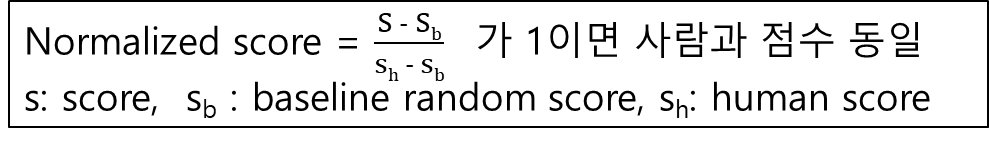 Normalized score = \frac{s - s_b}{s_h - s_b} 가 1이면 사람과 점수 동일
s: score, s_b : baseline random score, s_h: human score